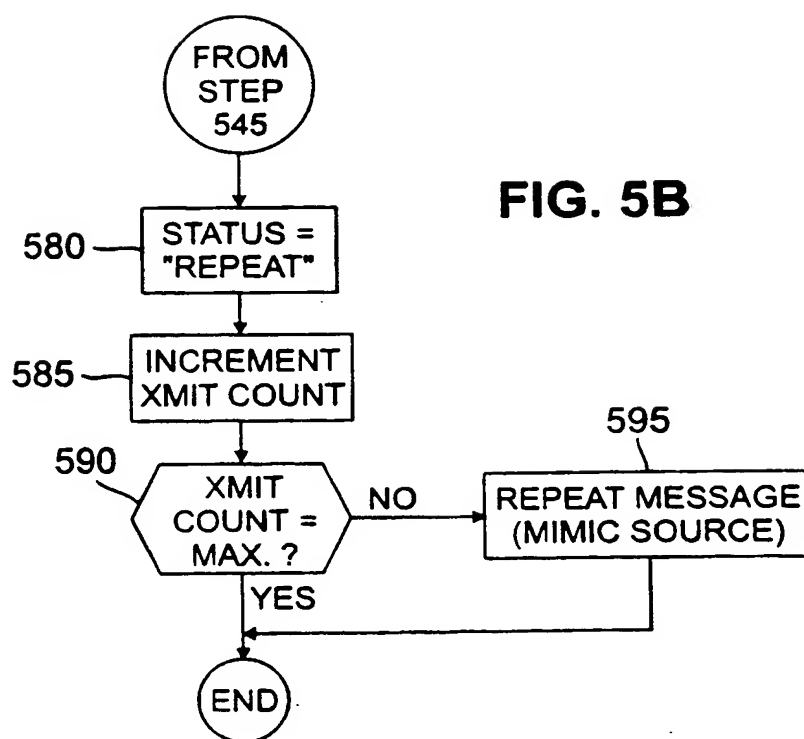 FROM
STEP
545
FIG. 5B
580
STATUS =
"REPEAT"
585
INCREMENT
XMIT COUNT
590
XMIT
COUNT =
MAX. ?
NO
595
REPEAT MESSAGE
(MIMIC SOURCE)
YES
END